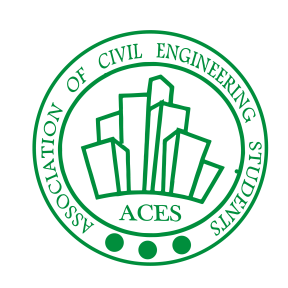 ASSOCIATION OF CIVIL ENGINEERING STUDENTS
ACES